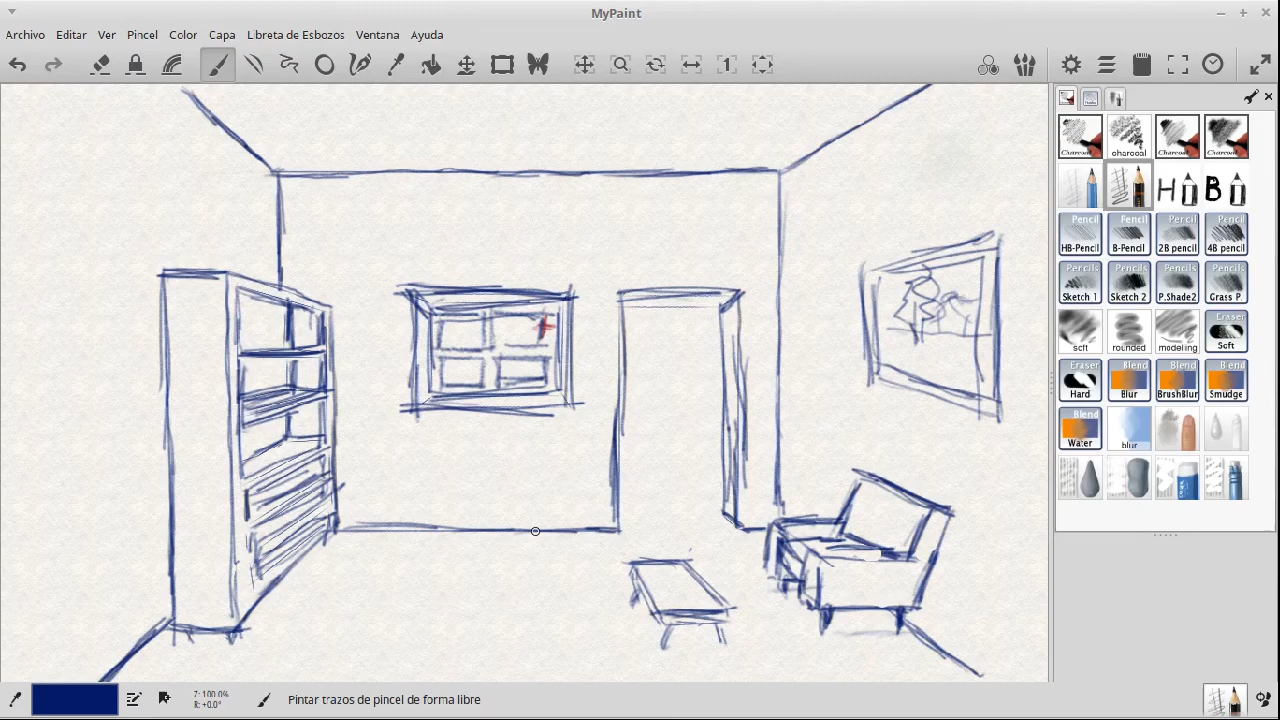 MyPaint
Archivo Editar Ver Pincel Color Capa Libreta de Esbozos Ventana Ayuda
1
Charcoal charcoal Charcoal Charcoal
H B
Pencil Pencil Pencil Pencil
HB-Pencil B-Pencil 2B pencil 4B pencil
Pencils Pencils Pencils Pencils
Sketch 1 Sketch 2 P.Shade2 Grass P.
Eraser
soft rounded modeling Soft
Eraser Blend Blend Blend
Hard Blur BrushBlur Smudge
Blend
Water blur
Z: 100.0%
R: +0.0°
Pintar trazos de pincel de forma libre